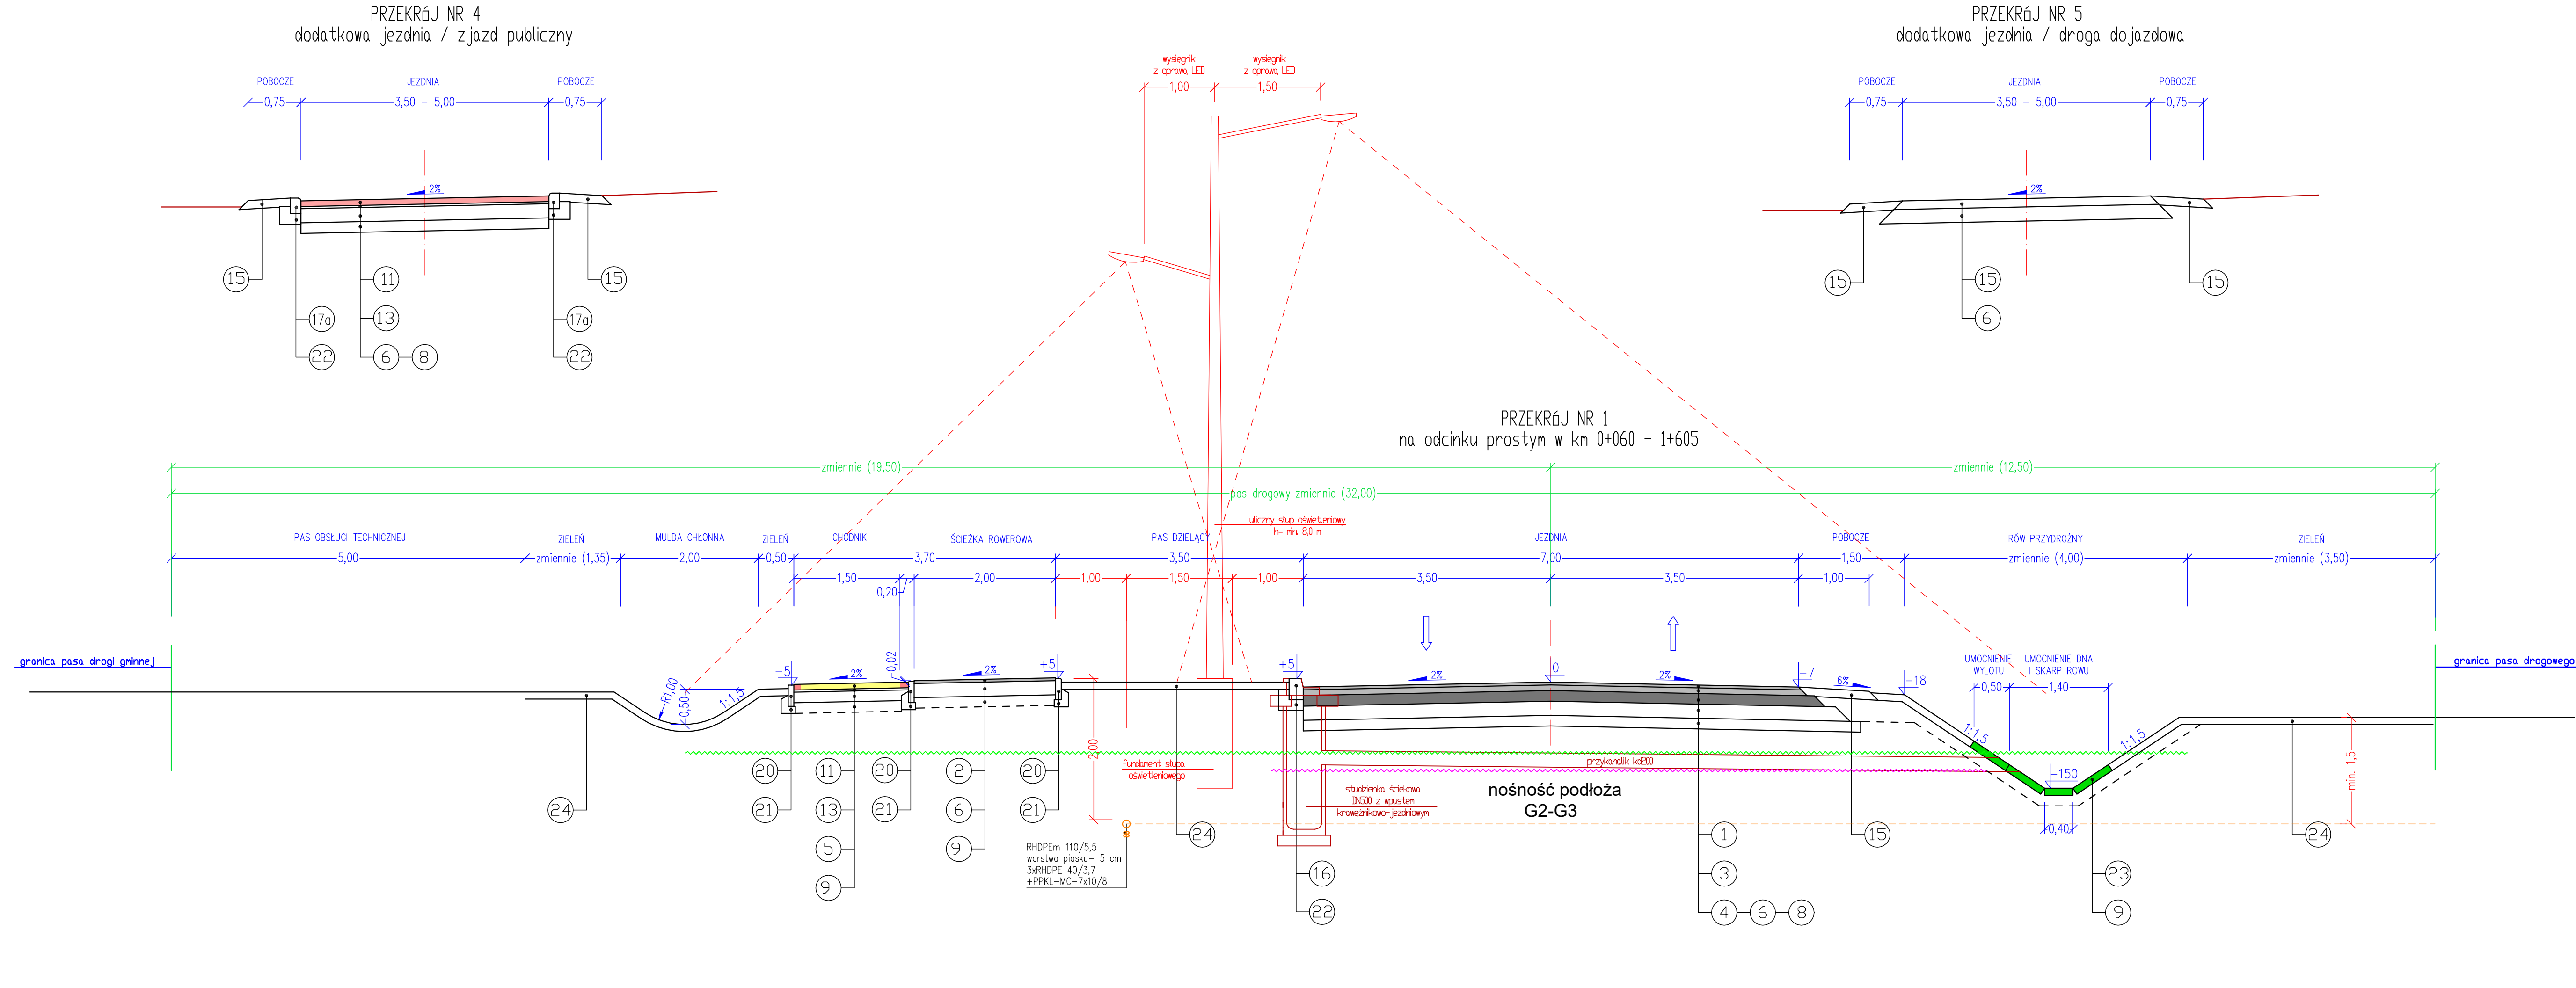 PRZEKRÓJ NR 4
dodatkowa jezdnia / zjazd publiczny
POBOCZE JEZDNIA POBOCZE
0,75 3,50 - 5,00 0,75
2%
15 11 15
17a 13 17a
22 6 8 22
PRZEKRÓJ NR 5
dodatkowa jezdnia / droga dojazdowa
POBOCZE JEZDNIA POBOCZE
0,75 3,50 - 5,00 0,75
2%
15 15 15
6
wysięgnik
z oprawą LED
1,00
wysięgnik
z oprawą LED
1,50
PRZEKRÓJ NR 1
na odcinku prostym w km 0+060 - 1+605
zmiennie (19,50) zmiennie (12,50)
pas drogowy zmiennie (32,00)
uliczny słup oświetleniowy
h= min. 8,0 m
PAS OBSŁUGI TECHNICZNEJ ZIELEŃ MULDA CHŁONNA ZIELEŃ CHODNIK ŚCIEŻKA ROWEROWA PAS DZIELĄCY JEZDNIA POBOCZE RÓW PRZYDROŻNY ZIELEŃ
5,00 zmiennie (1,35) 2,00 0,50 3,70 3,50 7,00 1,50 zmiennie (4,00) zmiennie (3,50)
1,50 0,20 2,00 1,00 1,50 1,00 3,50 3,50 1,00
granica pasa drogi gminnej
granica pasa drogowego
R1,00 0,50 1:1,5 -5 2% 0,02 2% +5 +5 2% 0 2% -7 6% -18
UMOCNIENIE
WYLOTU
0,50
UMOCNIENIE DNA
I SKARP ROWU
1,40
1:1,5 -150 1:1,5 0,40 min. 1,5
2,00
fundament słupa
oświetleniowego
przykanalik kd200
studzienka ściekowa
DN500 z wpustem
krawężnikowo-jezdniowym
nośność podłoża
G2-G3
RHDPEm 110/5,5
warstwa piasku- 5 cm
3xRHDPE 40/3,7
+PPKL-MC-7x10/8
20 11 20 2 20
24 21 13 21 6 21 24 1 15 24
5 9
9 16 3 23
22 4 6 8 9